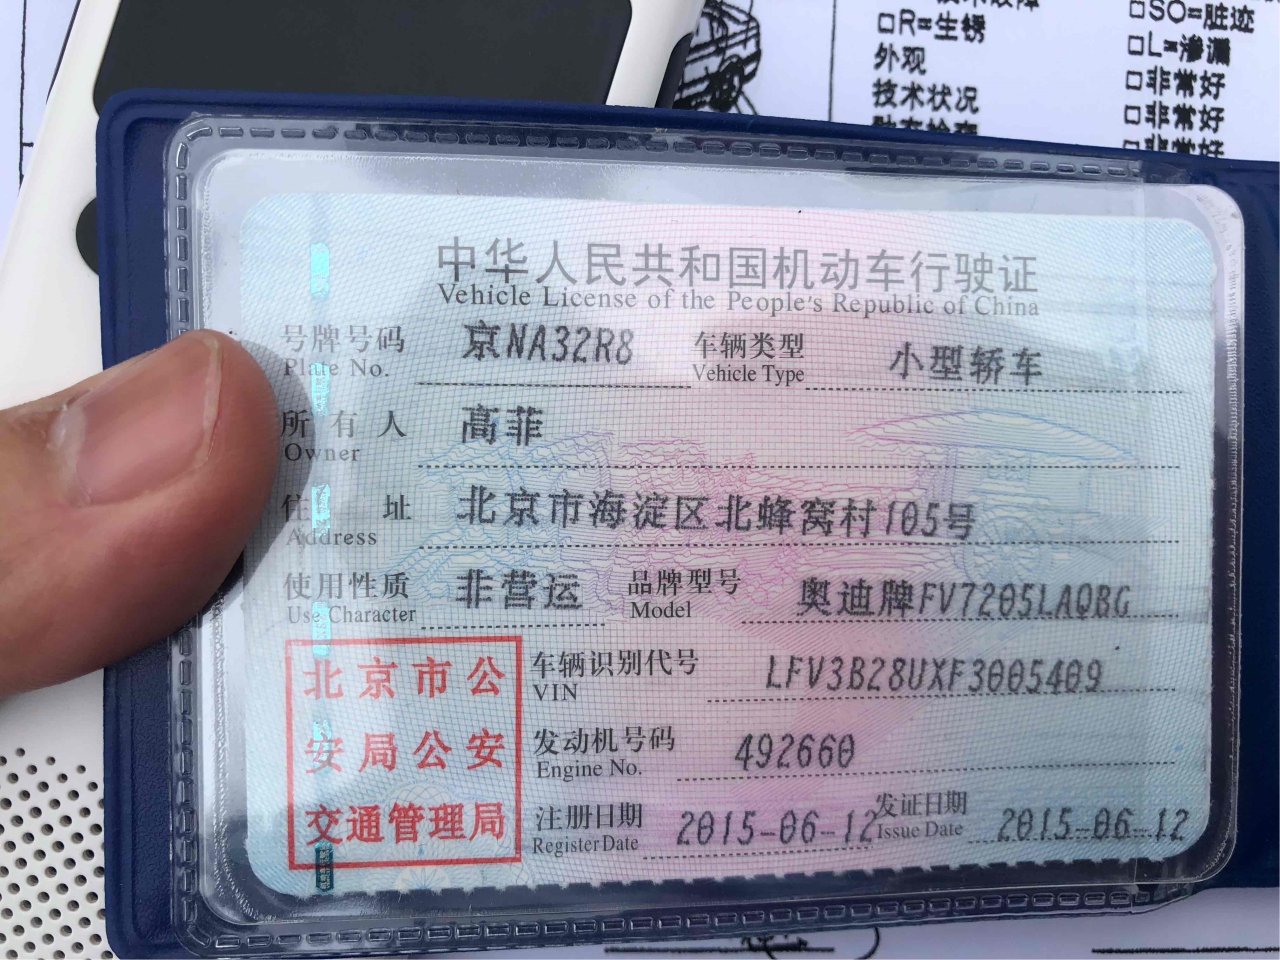 □R=生锈
外观
技术状况
□SO=脏迹
□L=渗漏
□非常好
□非常好
□非常好
中华人民共和国机动车行驶证
Vehicle License of the People's Republic of China
号牌号码 京NA32R8 车辆类型 小型轿车
Plate No. Vehicle Type
所有人 高菲
Owner
住址 北京市海淀区北蜂窝村105号
Address
使用性质 非营运 品牌型号 奥迪牌FV7205LAQBG
Use Character Model
北京市公
安局公安
交通管理局
车辆识别代号 LFV3B28UXF3005409
VIN
发动机号码 492660
Engine No.
注册日期 2015-06-12 发证日期 2015-06-12
Register Date Issue Date